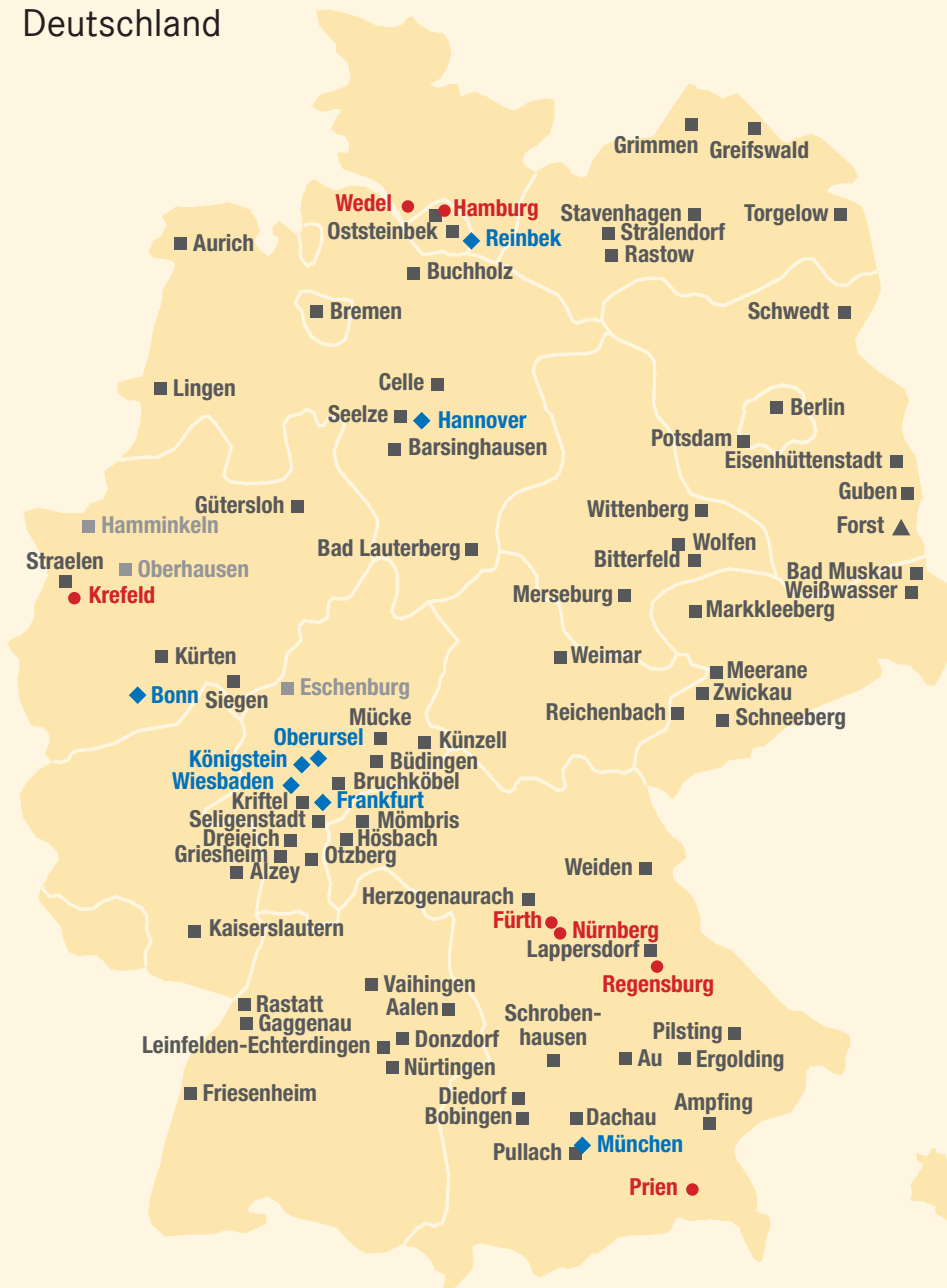 Deutschland
Grimmen
Greifswald
Wedel
Hamburg
Stavenhagen
Torgelow
Oststeinbek
Reinbek
Stralendorf
Aurich
Rastow
Buchholz
Bremen
Schwedt
Celle
Lingen
Seelze
Hannover
Berlin
Barsinghausen
Potsdam
Eisenhüttenstadt
Guben
Gütersloh
Wittenberg
Hamminkeln
Forst
Wolfen
Bad Lauterberg
Bitterfeld
Straelen
Oberhausen
Bad Muskau
Weißwasser
Krefeld
Merseburg
Markkleeberg
Kürten
Weimar
Meerane
Eschenburg
Zwickau
Bonn
Siegen
Reichenbach
Schneeberg
Mücke
Oberursel
Künzell
Königstein
Büdingen
Wiesbaden
Bruchköbel
Kriftel
Frankfurt
Seligenstadt
Mömbris
Dreieich
Hösbach
Griesheim
Otzberg
Alzey
Weiden
Herzogenaurach
Fürth
Nürnberg
Kaiserslautern
Lappersdorf
Regensburg
Vaihingen
Rastatt
Aalen
Schroben-
hausen
Gaggenau
Pilsting
Leinfelden-Echterdingen
Donzdorf
Au
Ergolding
Nürtingen
Friesenheim
Diedorf
Ampfing
Bobingen
Dachau
München
Pullach
Prien